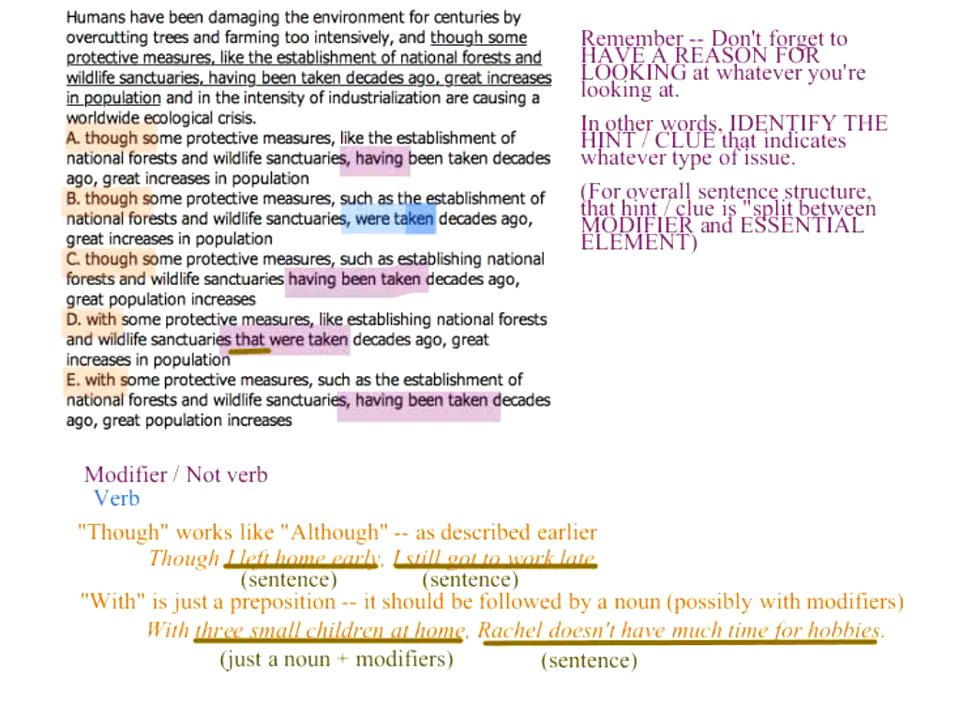 Humans have been damaging the environment for centuries by
overcutting trees and farming too intensively, and though some
protective measures, like the establishment of national forests and
wildlife sanctuaries, having been taken decades ago, great increases
in population and in the intensity of industrialization are causing a
worldwide ecological crisis.
A. though some protective measures, like the establishment of
national forests and wildlife sanctuaries, having been taken decades
ago, great increases in population
B. though some protective measures, such as the establishment of
national forests and wildlife sanctuaries, were taken decades ago,
great increases in population
C. though some protective measures, such as establishing national
forests and wildlife sanctuaries having been taken decades ago,
great population increases
D. with some protective measures, like establishing national forests
and wildlife sanctuaries that were taken decades ago, great
increases in population
E. with some protective measures, such as the establishment of
national forests and wildlife sanctuaries, having been taken decades
ago, great population increases
Remember -- Don't forget to
HAVE A REASON FOR
LOOKING at whatever you're
looking at.
In other words, IDENTIFY THE
HINT / CLUE that indicates
whatever type of issue.
(For overall sentence structure,
that hint / clue is "split between
MODIFIER and ESSENTIAL
ELEMENT)
Modifier / Not verb
Verb
"Though" works like "Although" -- as described earlier
Though I left home early, I still got to work late
(sentence) (sentence)
"With" is just a preposition -- it should be followed by a noun (possibly with modifiers)
With three small children at home, Rachel doesn't have much time for hobbies.
(just a noun + modifiers) (sentence)